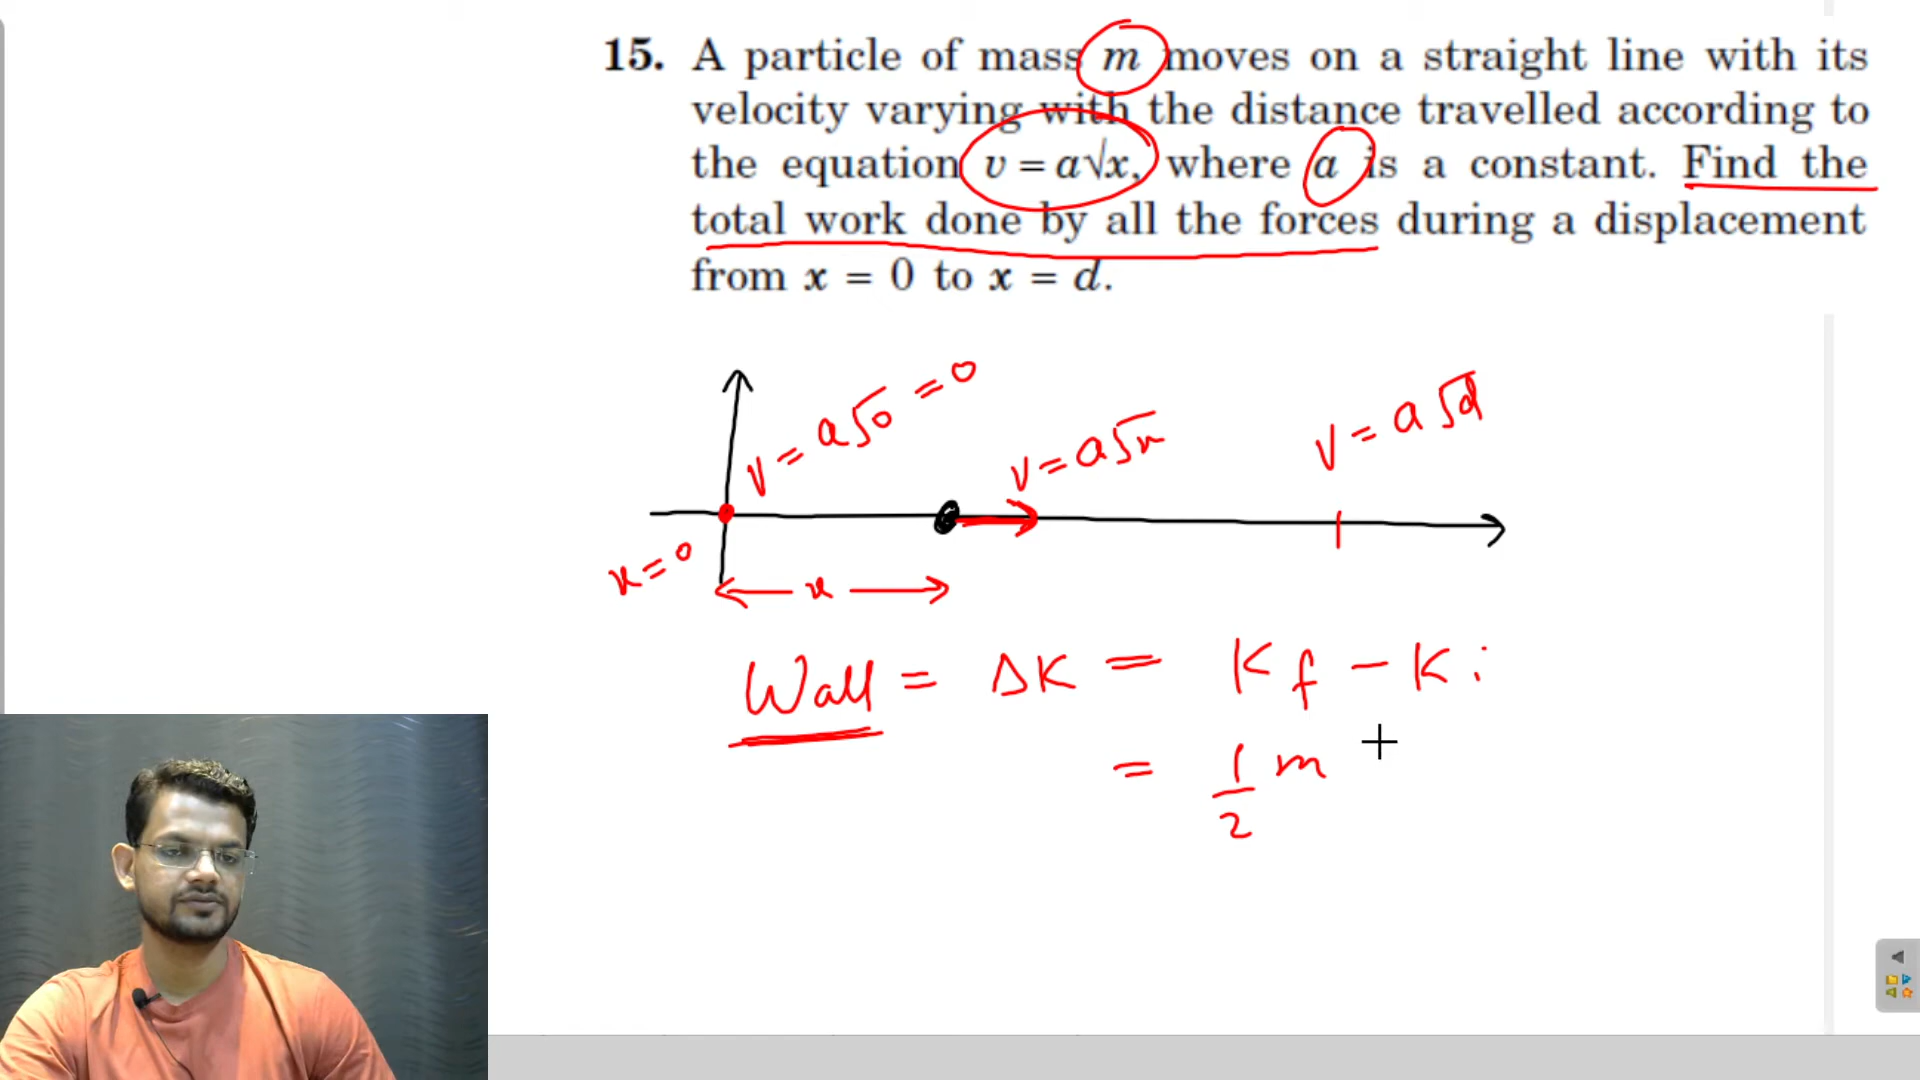 15. A particle of mass m moves on a straight line with its
velocity varying with the distance travelled according to
the equation v = a√x, where a is a constant. Find the
total work done by all the forces during a displacement
from x = 0 to x = d.
v = a√0 = 0
v = a√x
v = a√d
x = 0
x
Wall = ΔK = Kf - Ki
= 1/2 m